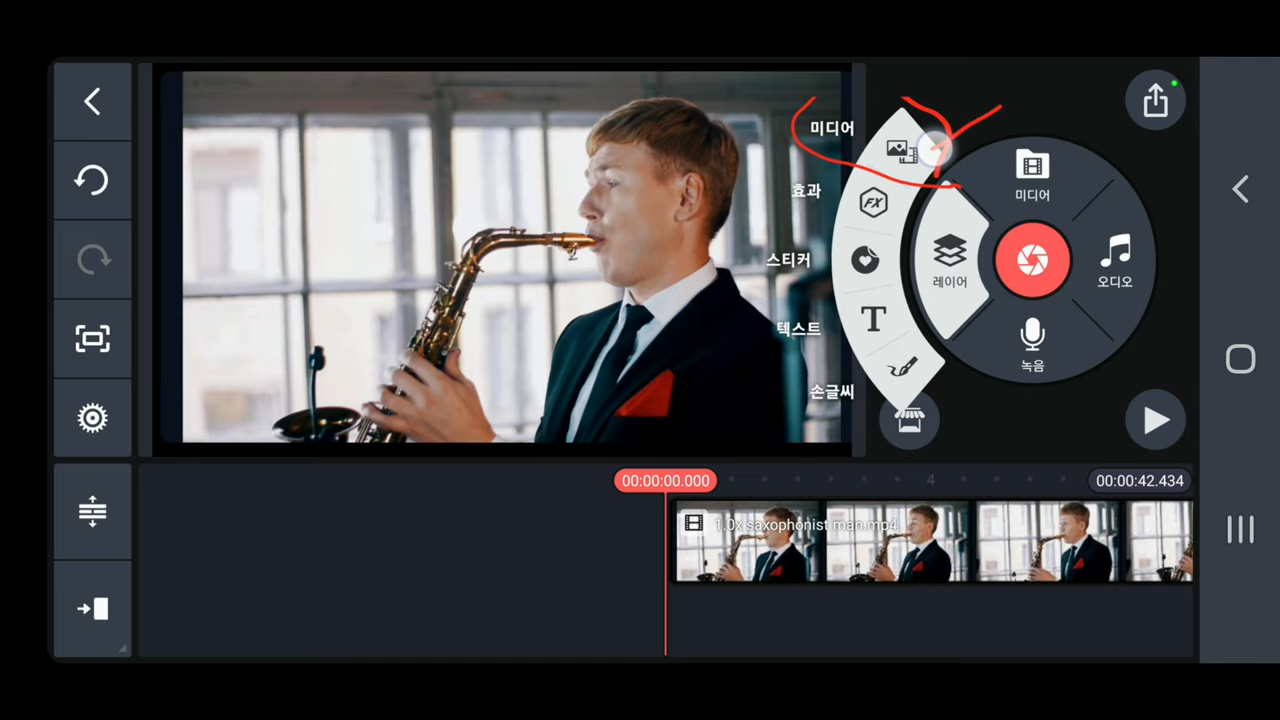 미디어
효과
스티커
텍스트
손글씨
FX
T
미디어
레이어
오디오
녹음
00:00:00.000
4
00:00:42.434
1.0x saxophonist man.mp4